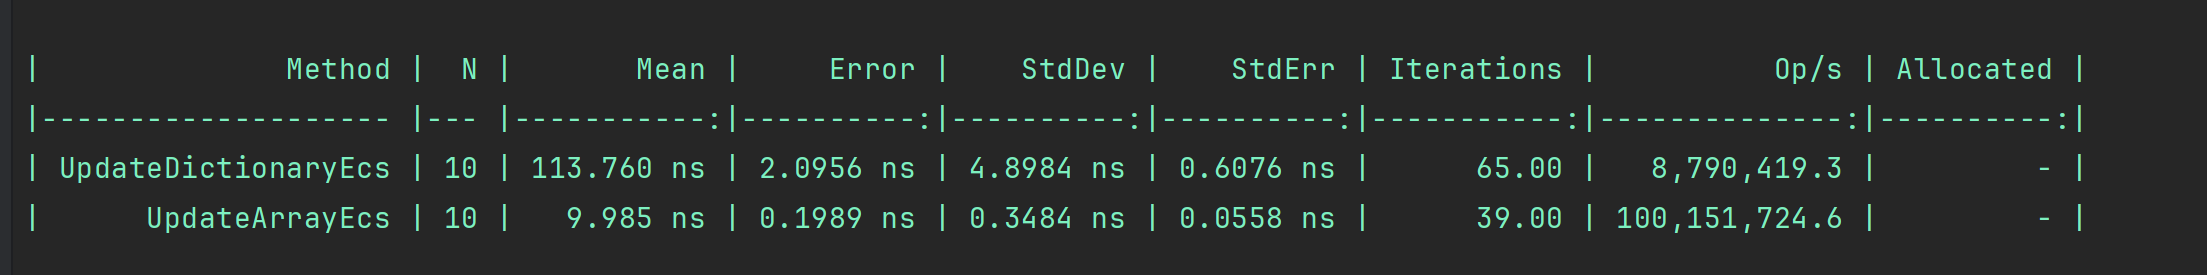 |              Method |  N |       Mean |     Error |    StdDev |    StdErr | Iterations |          Op/s | Allocated |
|-------------------- |--- |-----------:|----------:|----------:|----------:|-----------:|--------------:|----------:|
| UpdateDictionaryEcs | 10 | 113.760 ns | 2.0956 ns | 4.8984 ns | 0.6076 ns |      65.00 |   8,790,419.3 |         - |
|      UpdateArrayEcs | 10 |   9.985 ns | 0.1989 ns | 0.3484 ns | 0.0558 ns |      39.00 | 100,151,724.6 |         - |